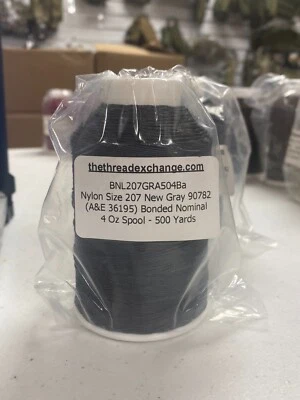 thethreadexchange.com
BNL207GRA504Ba
Nylon Size 207 New Gray 90782
(A&E 36195) Bonded Nominal
4 Oz Spool - 500 Yards